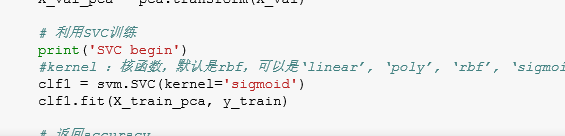 X_val_pca = pca.transform(X_val)
# 利用SVC训练
print('SVC begin')
#kernel ：核函数，默认是rbf，可以是‘linear’, ‘poly’, ‘rbf’, ‘sigmoi
clf1 = svm.SVC(kernel='sigmoid')
clf1.fit(X_train_pca, y_train)
# 返回accuracy